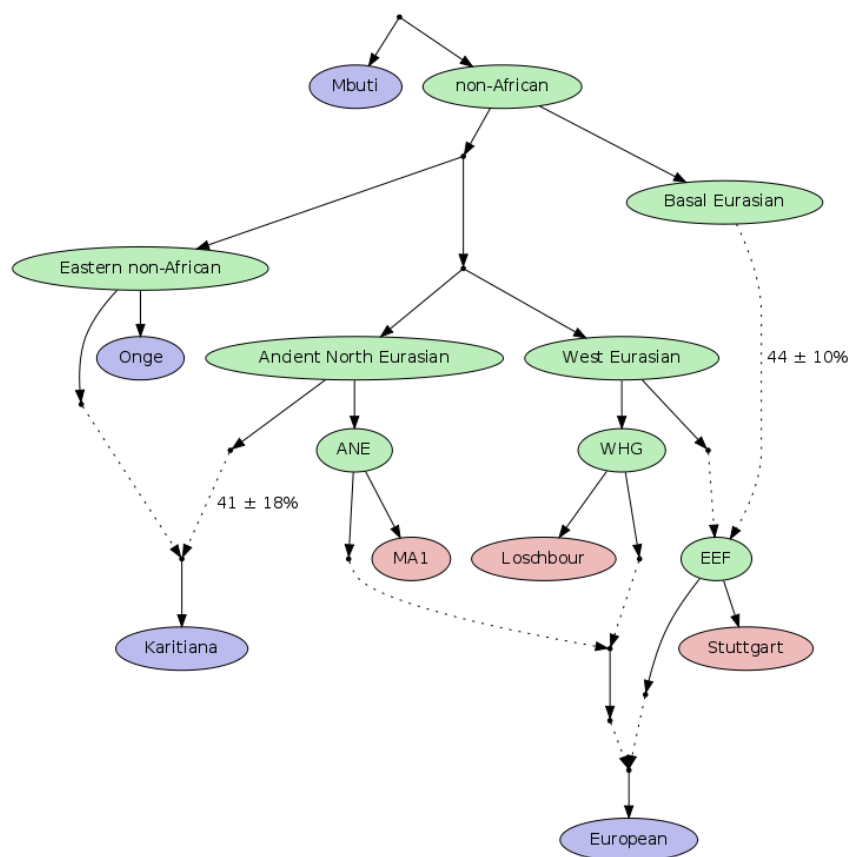 Mbuti
non-African
Basal Eurasian
Eastern non-African
Onge
Ancient North Eurasian
West Eurasian
44 ± 10%
ANE
WHG
41 ± 18%
MA1
Loschbour
EEF
Karitiana
Stuttgart
European